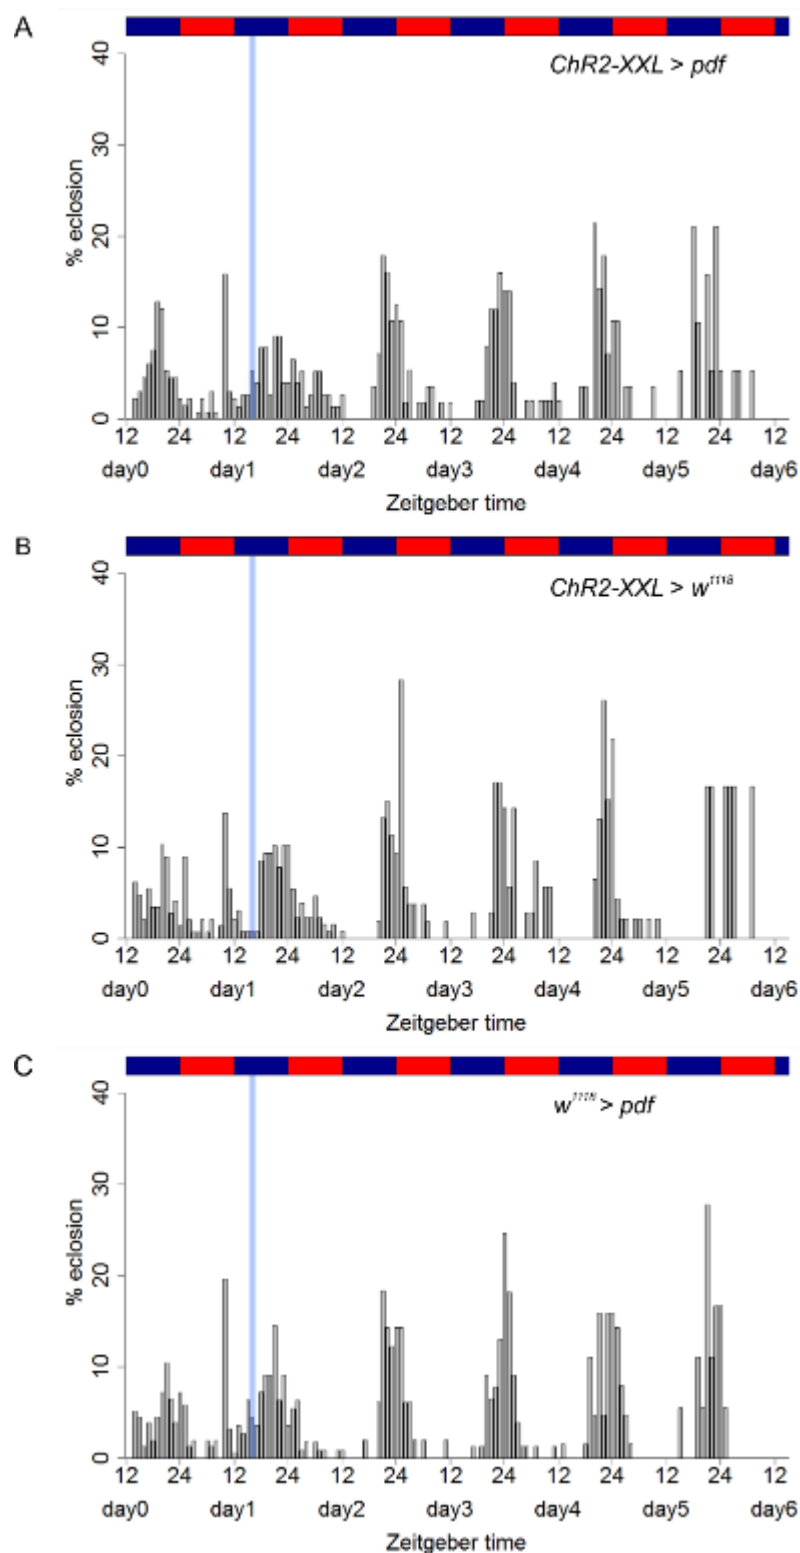 A
ChR2-XXL > pdf
40
30
20
10
0
% eclosion
12 24 12 24 12 24 12 24 12 24 12 24 12
day0 day1 day2 day3 day4 day5 day6
Zeitgeber time
B
ChR2-XXL > w1118
40
30
20
10
0
% eclosion
12 24 12 24 12 24 12 24 12 24 12 24 12
day0 day1 day2 day3 day4 day5 day6
Zeitgeber time
C
w1118 > pdf
40
30
20
10
0
% eclosion
12 24 12 24 12 24 12 24 12 24 12 24 12
day0 day1 day2 day3 day4 day5 day6
Zeitgeber time